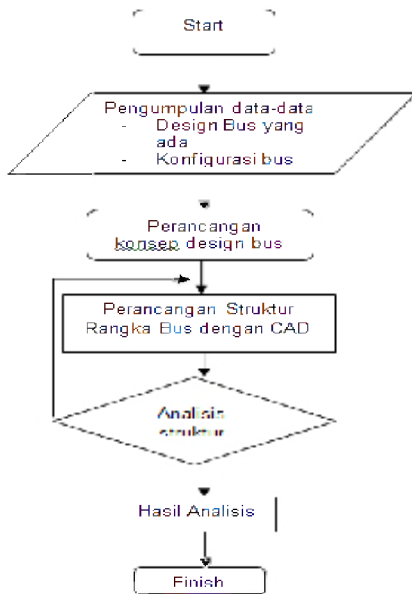 Start
Pengumpulan data-data
- Design Bus yang
ada
- Konfigurasi bus
Perancangan
konsep design bus
Perancangan Struktur
Rangka Bus dengan CAD
Analisis
struktur
Hasil Analisis
Finish